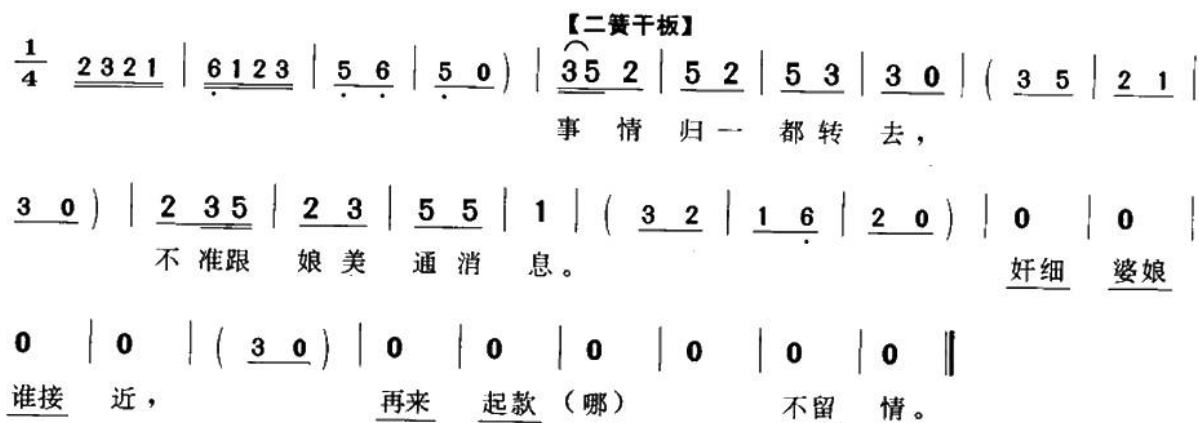 【二簧干板】
1/4 2321 | 6123 | 5 6 | 5 0 ) | 35 2 | 5 2 | 5 3 | 3 0 | ( 3 5 | 2 1 |
事 情 归 一 都 转 去，
3 0 ) | 2 35 | 2 3 | 5 5 | 1 | ( 3 2 | 1 6 | 2 0 ) | 0 | 0 |
不 准跟 娘 美 通 消 息。 奸细 婆娘
0 | 0 | ( 3 0 ) | 0 | 0 | 0 | 0 | 0 | 0 ‖
谁接 近， 再来 起款 （哪） 不留 情。